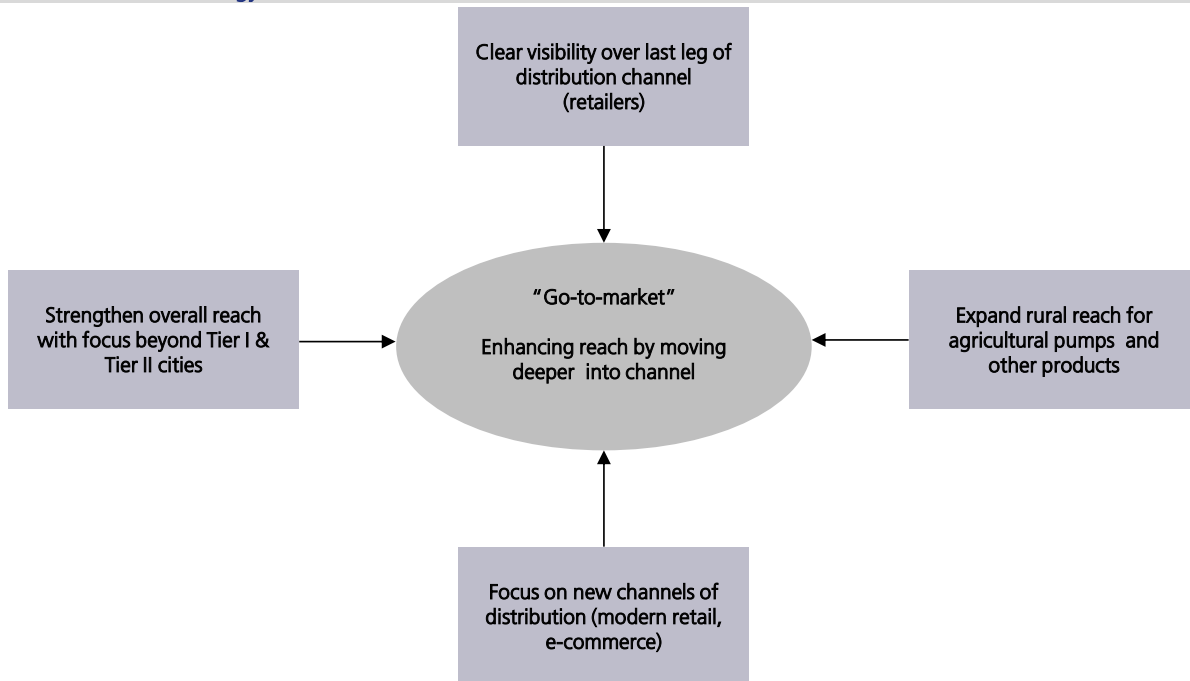 Clear visibility over last leg of
distribution channel
(retailers)
Strengthen overall reach
with focus beyond Tier I &
Tier II cities
"Go-to-market"
Enhancing reach by moving
deeper into channel
Expand rural reach for
agricultural pumps and
other products
Focus on new channels of
distribution (modern retail,
e-commerce)